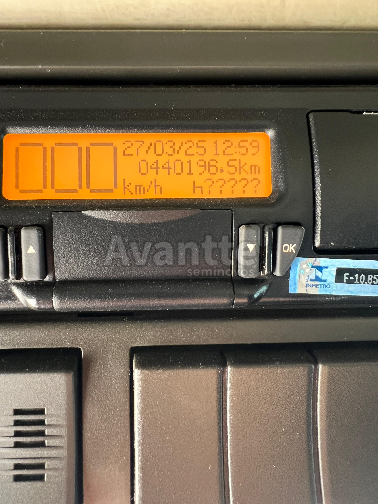 000
27/03/25 12:59
0440196.5km
km/h h?????
Avantte
seminovos
OK
INMETRO
F-10.85